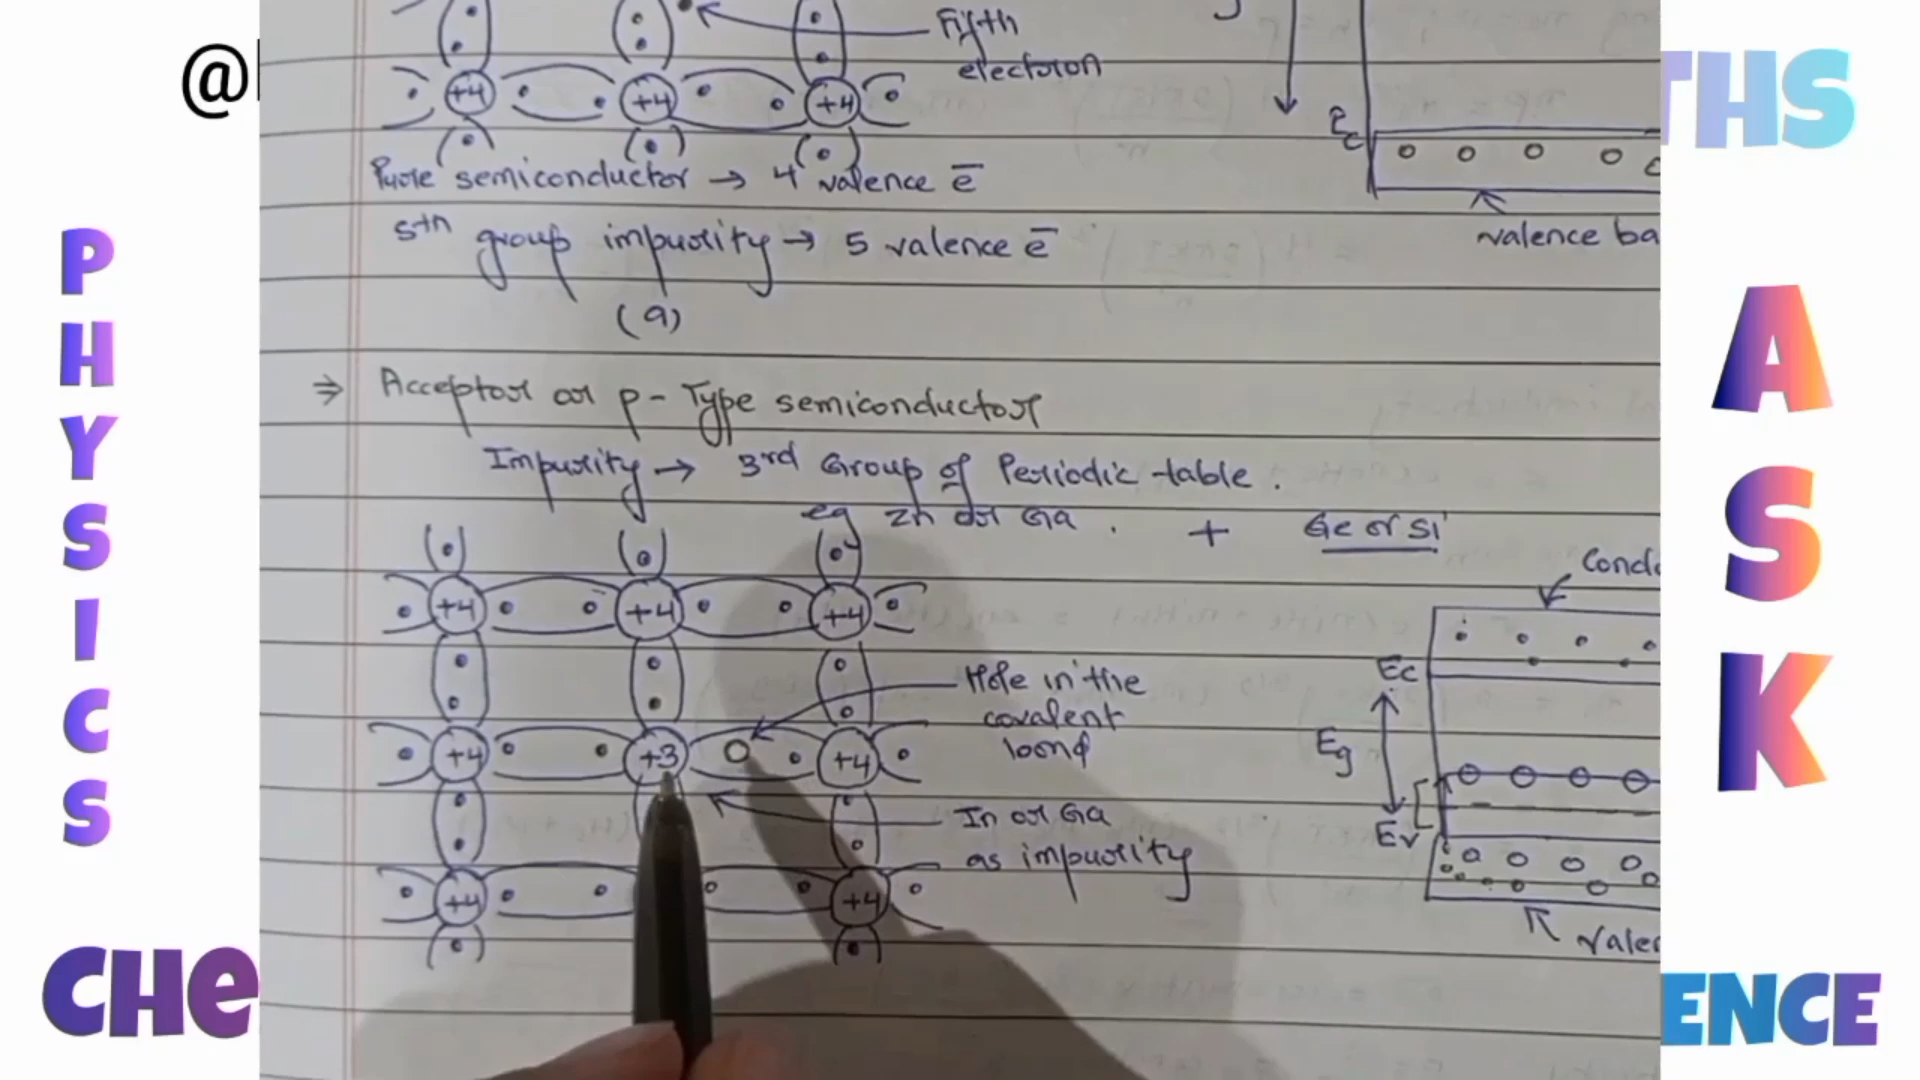 @
THS
PHYSICS
ASK
CHe
ENCE
Fifth
electron
+4 +4 +4
Pure semiconductor → 4 valence e̅
5th group impurity → 5 valence e̅
(a)
Ec
valence ba
⇒ Acceptor or p-Type semiconductor
Impurity → 3rd Group of Periodic table.
eg In or Ga. + Ge or Si
+4 +4 +4
Hole in the
covalent
bond
+4 +3 +4
In or Ga
as impurity
+4 +4
Cond
Ec
Eg
Ev
Valen